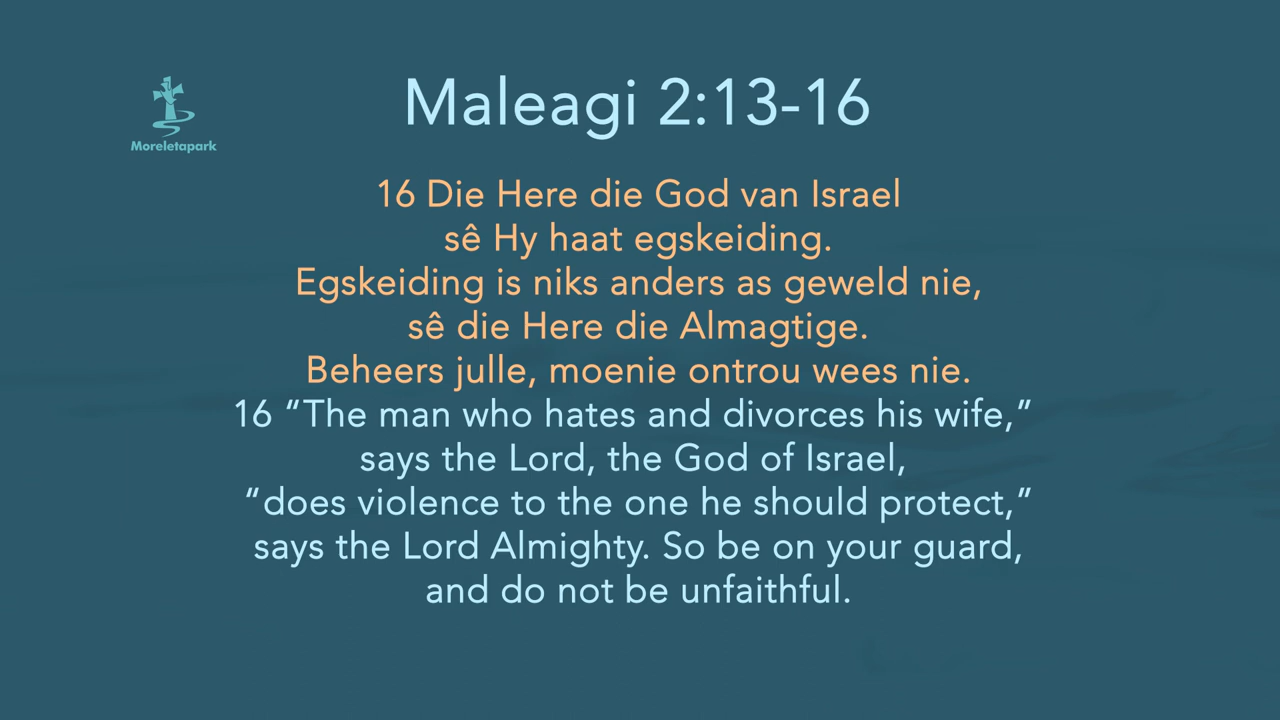 Moreletapark
Maleagi 2:13-16
16 Die Here die God van Israel
sê Hy haat egskeiding.
Egskeiding is niks anders as geweld nie,
sê die Here die Almagtige.
Beheers julle, moenie ontrou wees nie.
16 “The man who hates and divorces his wife,”
says the Lord, the God of Israel,
“does violence to the one he should protect,”
says the Lord Almighty. So be on your guard,
and do not be unfaithful.